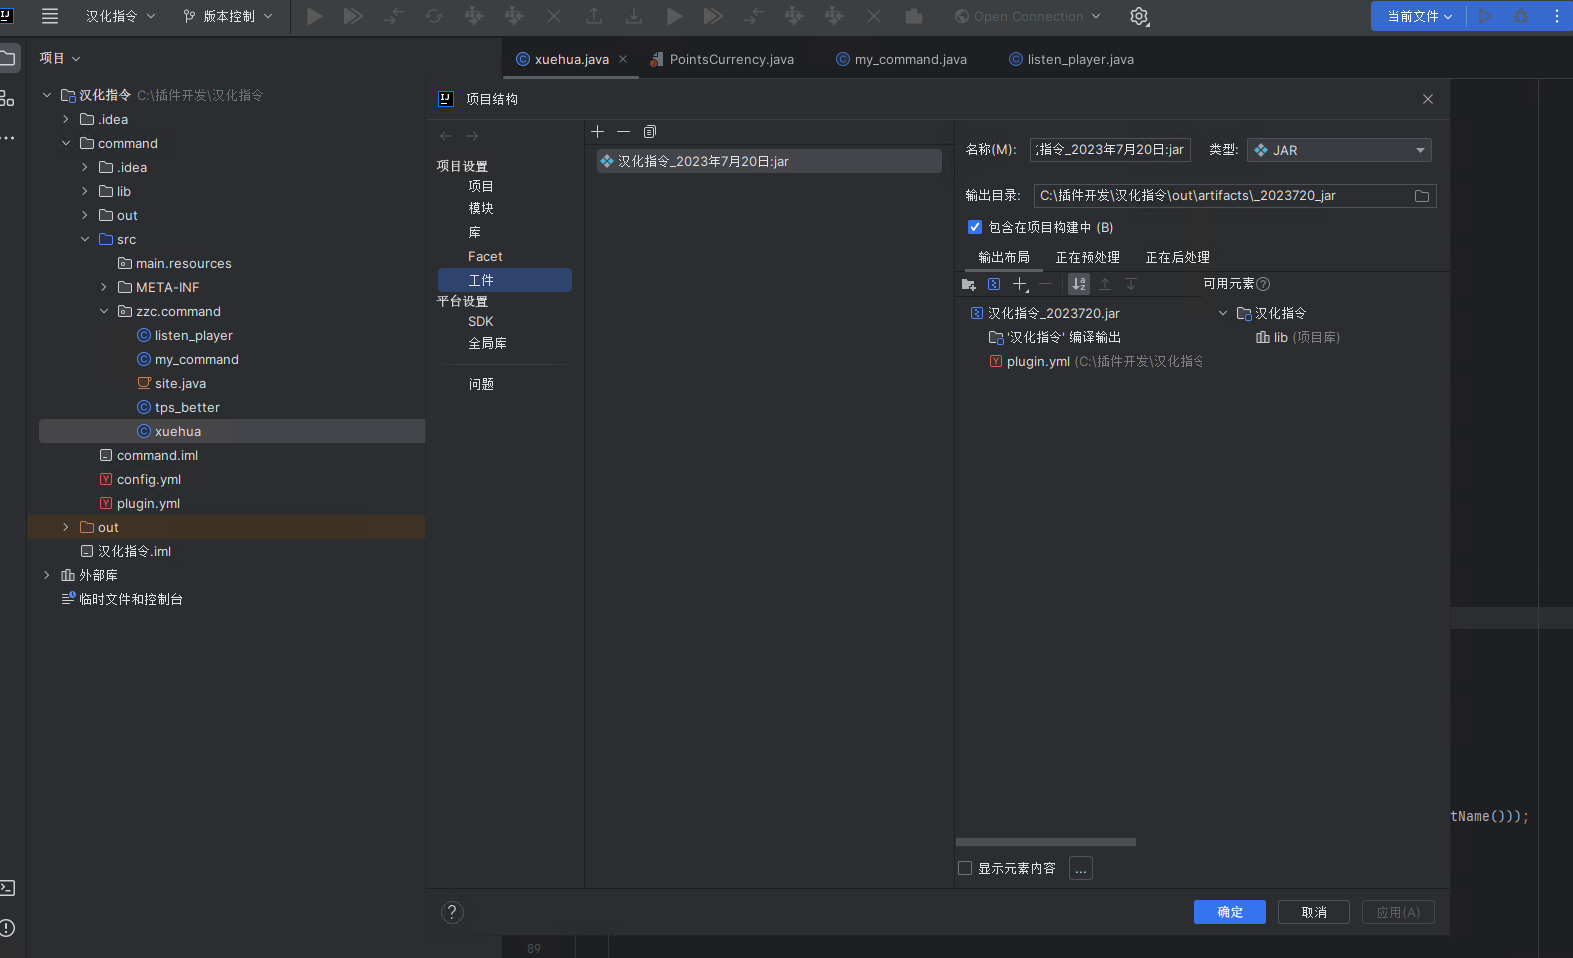 汉化指令
版本控制
Open Connection
当前文件
项目
xuehua.java
PointsCurrency.java
my_command.java
listen_player.java
汉化指令 C:\插件开发\汉化指令
.idea
command
.idea
lib
out
src
main.resources
META-INF
zzc.command
listen_player
my_command
site.java
tps_better
xuehua
command.iml
config.yml
plugin.yml
out
汉化指令.iml
外部库
临时文件和控制台
项目结构
项目设置
项目
模块
库
Facet
工件
平台设置
SDK
全局库
问题
汉化指令_2023年7月20日:jar
名称(M):
指令_2023年7月20日:jar
类型:
JAR
输出目录:
C:\插件开发\汉化指令\out\artifacts\_2023720_jar
包含在项目构建中 (B)
输出布局
正在预处理
正在后处理
可用元素
汉化指令_2023720.jar
'汉化指令' 编译输出
plugin.yml (C:\插件开发\汉化指令
汉化指令
lib (项目库)
显示元素内容
...
确定
取消
应用(A)
tName()));
89